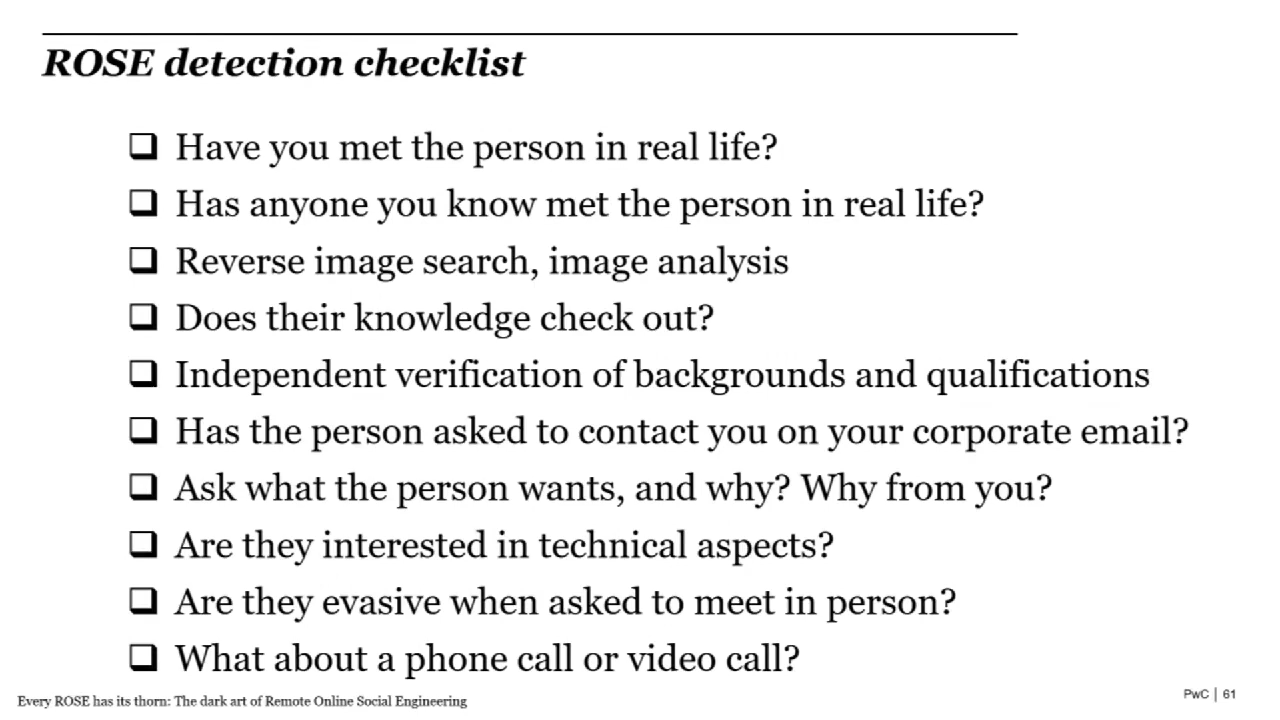 ROSE detection checklist
Have you met the person in real life?
Has anyone you know met the person in real life?
Reverse image search, image analysis
Does their knowledge check out?
Independent verification of backgrounds and qualifications
Has the person asked to contact you on your corporate email?
Ask what the person wants, and why? Why from you?
Are they interested in technical aspects?
Are they evasive when asked to meet in person?
What about a phone call or video call?
Every ROSE has its thorn: The dark art of Remote Online Social Engineering
PwC | 61